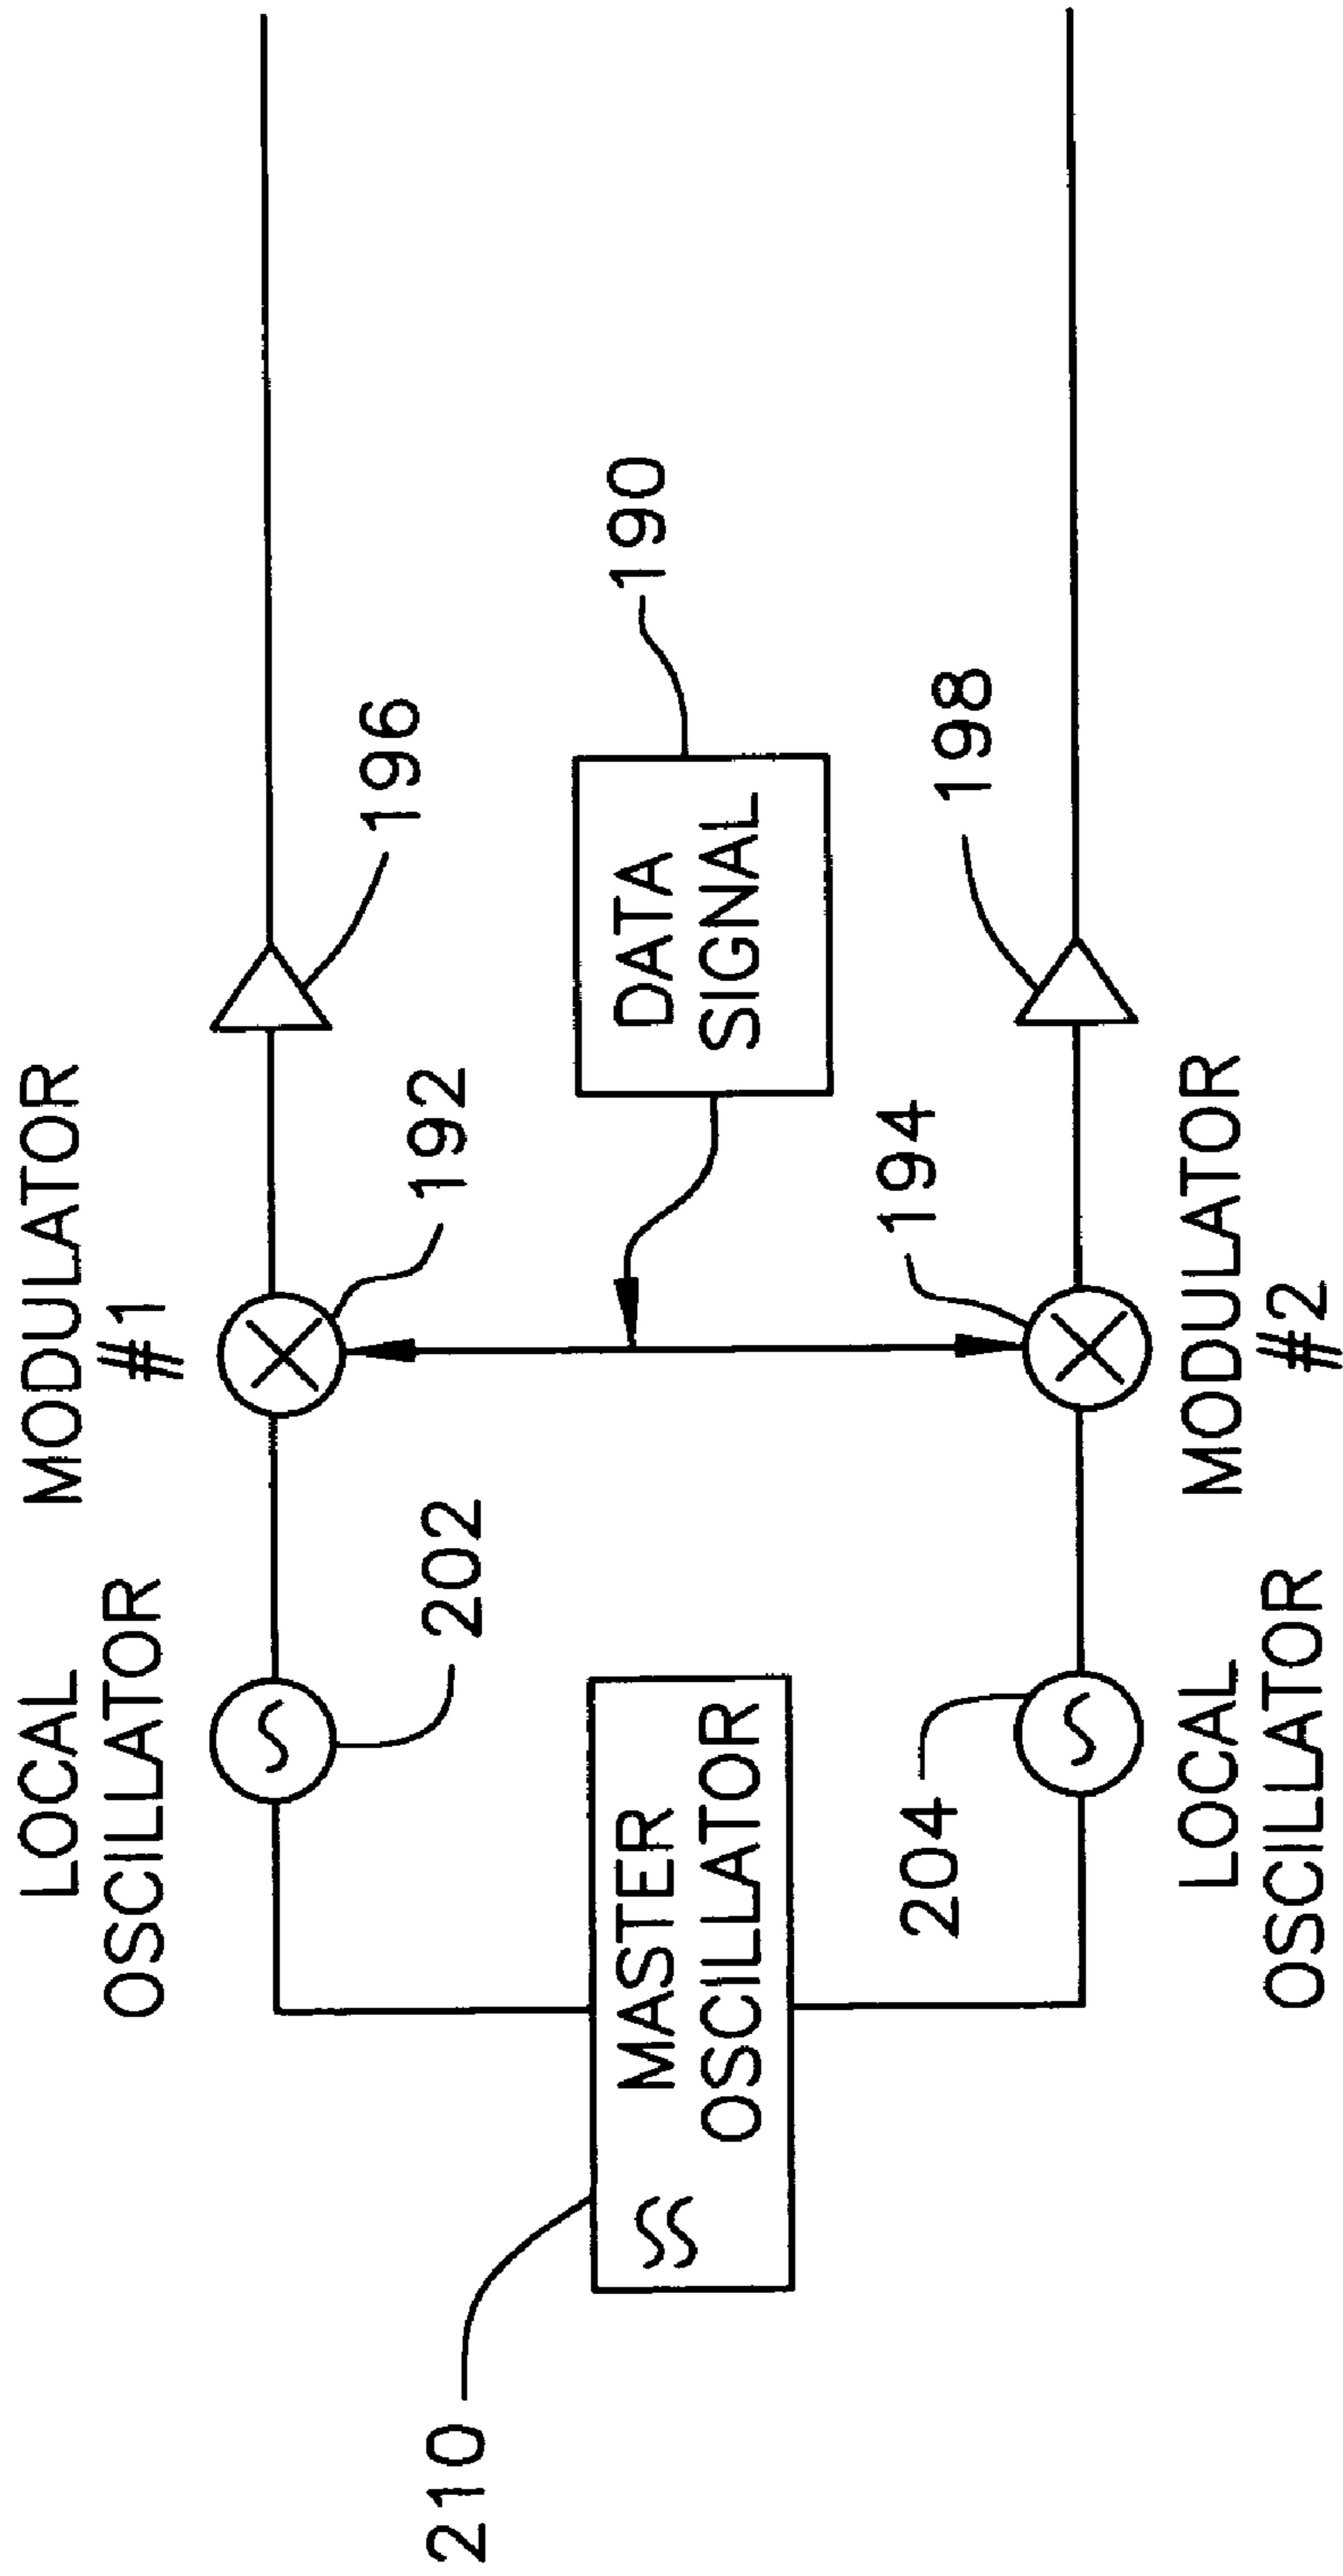 LOCAL
OSCILLATOR
MODULATOR
#1
202
192
196
210
MASTER
OSCILLATOR
DATA
SIGNAL
190
204
194
198
LOCAL
OSCILLATOR
MODULATOR
#2